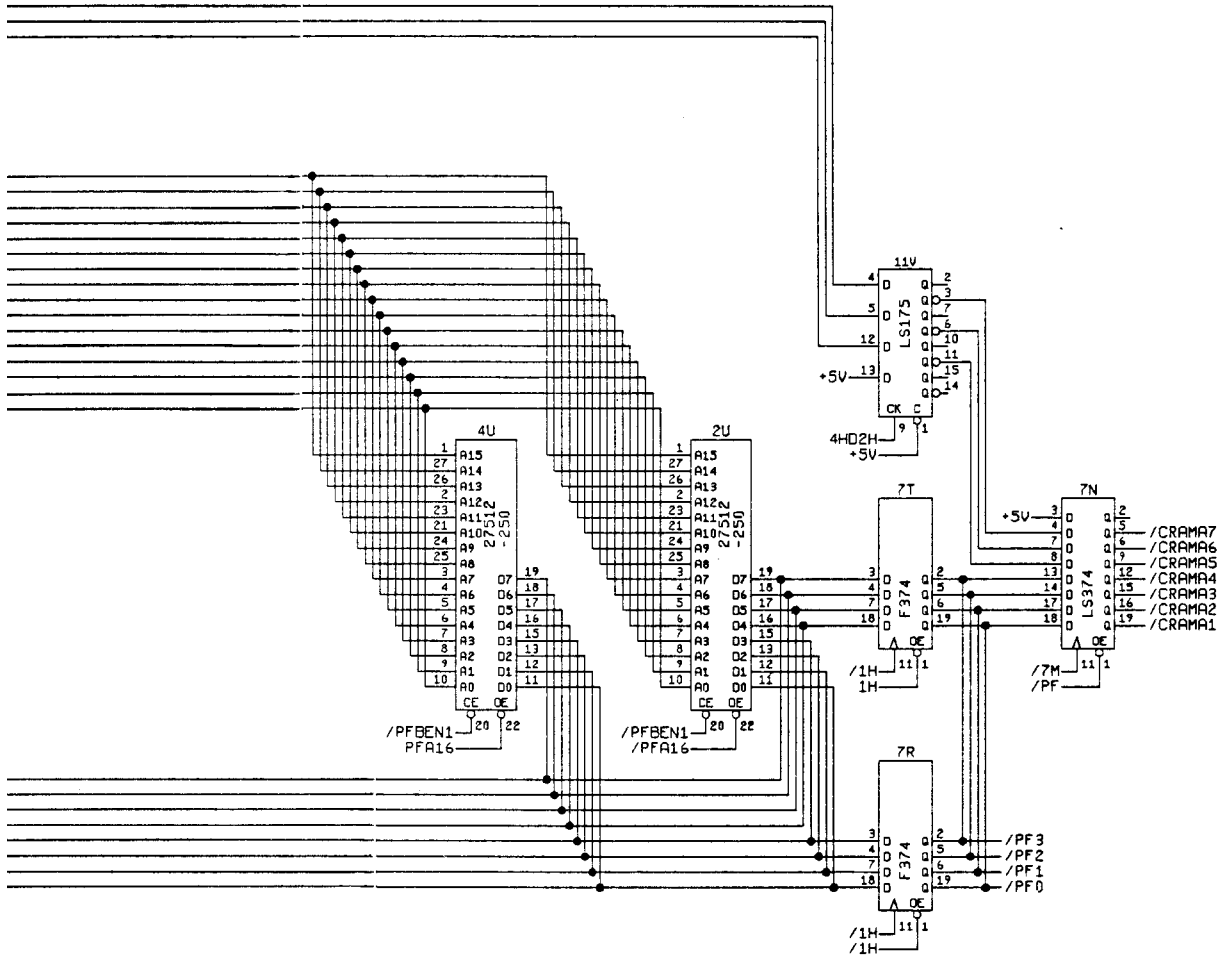 11V
4 D Q 2
Q 3
5 D Q 7
Q 6
12 D Q 10
Q 11
+5V 13 D Q 15
Q 14
LS175
CK C
4HD2H 9 1
+5V
4U
1 A15
27 A14
26 A13
2 A12
23 A11
21 A10
24 A9
25 A8
3 A7 D7 19
4 A6 D6 18
5 A5 D5 17
6 A4 D4 16
7 A3 D3 15
8 A2 D2 13
9 A1 D1 12
10 A0 D0 11
27512
-250
CE OE
/PFBEN1 20 22
PFA16
2U
1 A15
27 A14
26 A13
2 A12
23 A11
21 A10
24 A9
25 A8
3 A7 D7 19
4 A6 D6 18
5 A5 D5 17
6 A4 D4 16
7 A3 D3 15
8 A2 D2 13
9 A1 D1 12
10 A0 D0 11
27512
-250
CE OE
/PFBEN1 20 22
/PFA16
7T
3 D Q 2
4 D Q 5
7 D Q 6
18 D Q 19
F374
OE
/1H 11 1
1H
7N
+5V 3 D Q 2
4 D Q 5 /CRAMA7
7 D Q 6 /CRAMA6
8 D Q 9 /CRAMA5
13 D Q 12 /CRAMA4
14 D Q 15 /CRAMA3
17 D Q 16 /CRAMA2
18 D Q 19 /CRAMA1
LS374
OE
/7M 11 1
/PF
7R
3 D Q 2 /PF3
4 D Q 5 /PF2
7 D Q 6 /PF1
18 D Q 19 /PF0
F374
OE
/1H 11 1
/1H